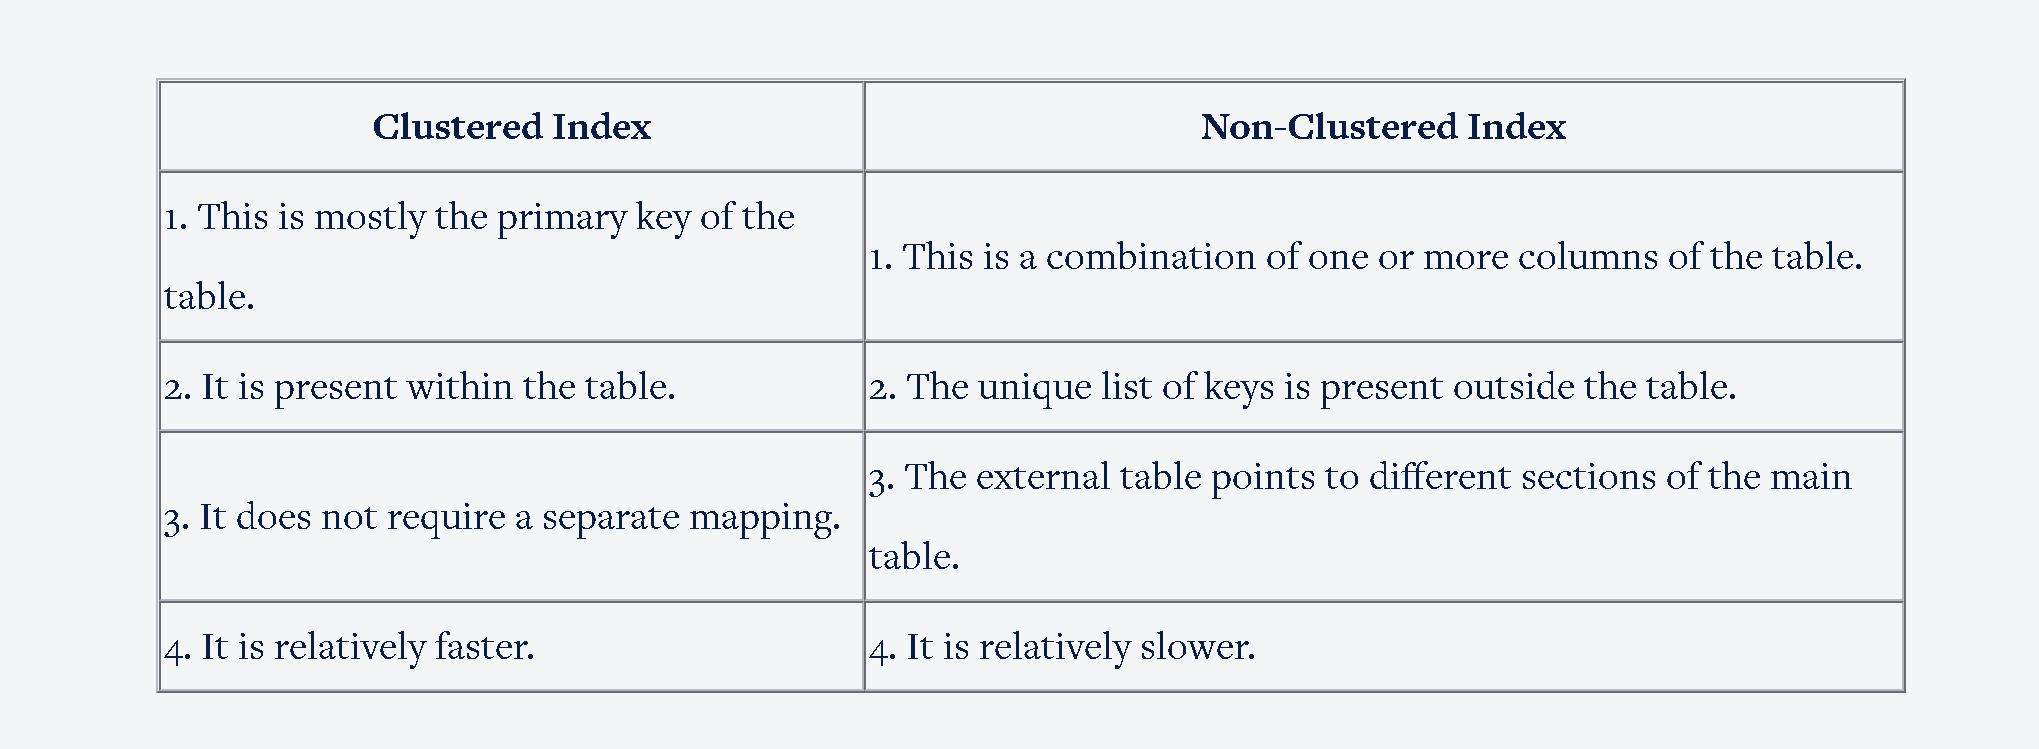 Clustered Index
Non-Clustered Index
1. This is mostly the primary key of the
table.
1. This is a combination of one or more columns of the table.
2. It is present within the table.
2. The unique list of keys is present outside the table.
3. It does not require a separate mapping.
3. The external table points to different sections of the main
table.
4. It is relatively faster.
4. It is relatively slower.